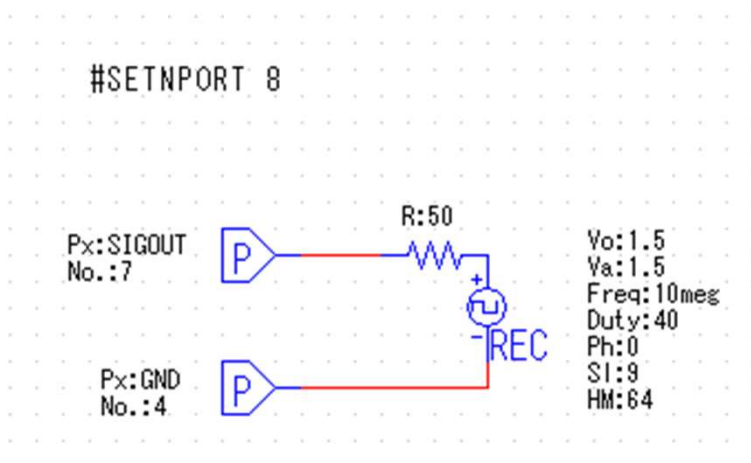 #SETNPORT 8
R:50
Px:SIGOUT
No.:7
P
Vo:1.5
Va:1.5
Freq:10meg
Duty:40
Ph:0
Sl:9
HM:64
+
-
REC
Px:GND
No.:4
P